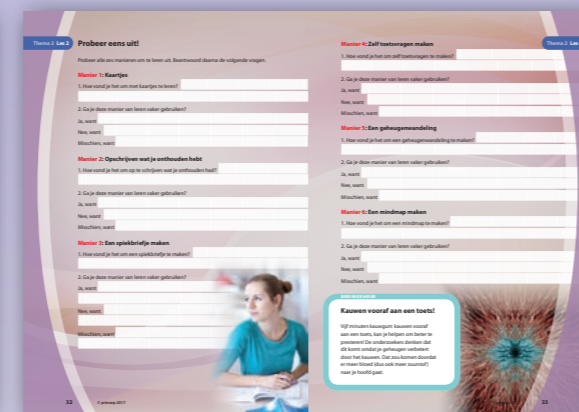 Thema 2 Les 2
Probeer eens uit!
Probeer alle zes manieren om te leren uit. Beantwoord daarna de volgende vragen.
Manier 1: Kaartjes
1. Hoe vond je het om met kaartjes te leren?
2. Ga je deze manier van leren vaker gebruiken?
Ja, want
Nee, want
Misschien, want
Manier 2: Opschrijven wat je onthouden hebt
1. Hoe vond je het om op te schrijven wat je onthouden had?
2. Ga je deze manier van leren vaker gebruiken?
Ja, want
Nee, want
Misschien, want
Manier 3: Een spiekbriefje maken
1. Hoe vond je het om een spiekbriefje te maken?
2. Ga je deze manier van leren vaker gebruiken?
Ja, want
Nee, want
Misschien, want
32
© printep 2017
Thema 2 Les
Manier 4: Zelf toetsvragen maken
1. Hoe vond je het om zelf toetsvragen te maken?
2. Ga je deze manier van leren vaker gebruiken?
Ja, want
Nee, want
Misschien, want
Manier 5: Een geheugenwandeling
1. Hoe vond je het om een geheugenwandeling te maken?
2. Ga je deze manier van leren vaker gebruiken?
Ja, want
Nee, want
Misschien, want
Manier 6: Een mindmap maken
1. Hoe vond je het om een mindmap te maken?
2. Ga je deze manier van leren vaker gebruiken?
Ja, want
Nee, want
Misschien, want
Kauwen vooraf aan een toets!
Vijf minuten kauwgum kauwen vooraf
aan een toets, kan je helpen om beter te
presteren! De onderzoekers denken dat
dit komt omdat je geheugen verbetert
door het kauwen. Dat zou komen doordat
er meer bloed (dus ook meer zuurstof)
naar je hoofd gaat.
33